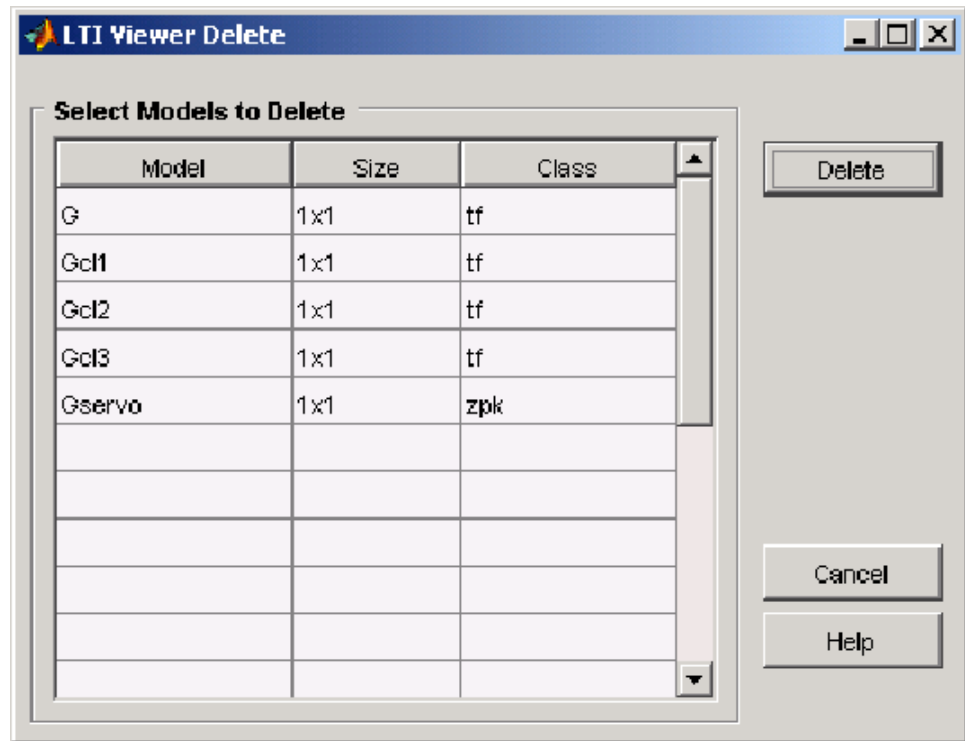 LTI Viewer Delete
Select Models to Delete
Model Size Class
G 1x1 tf
Gcl1 1x1 tf
Gcl2 1x1 tf
Gcl3 1x1 tf
Gservo 1x1 zpk
Delete
Cancel
Help